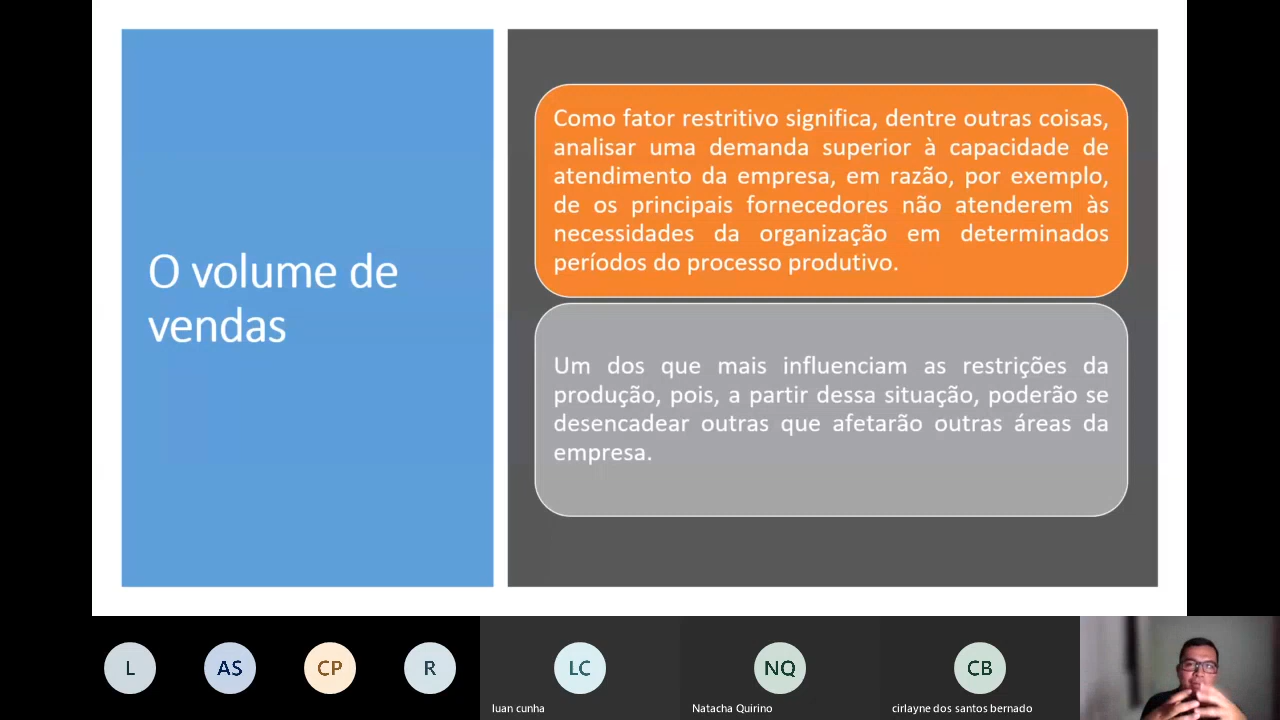 O volume de
vendas
Como fator restritivo significa, dentre outras coisas,
analisar uma demanda superior à capacidade de
atendimento da empresa, em razão, por exemplo,
de os principais fornecedores não atenderem às
necessidades da organização em determinados
períodos do processo produtivo.
Um dos que mais influenciam as restrições da
produção, pois, a partir dessa situação, poderão se
desencadear outras que afetarão outras áreas da
empresa.
L
AS
CP
R
LC
NQ
CB
luan cunha
Natacha Quirino
cirlayne dos santos bernado